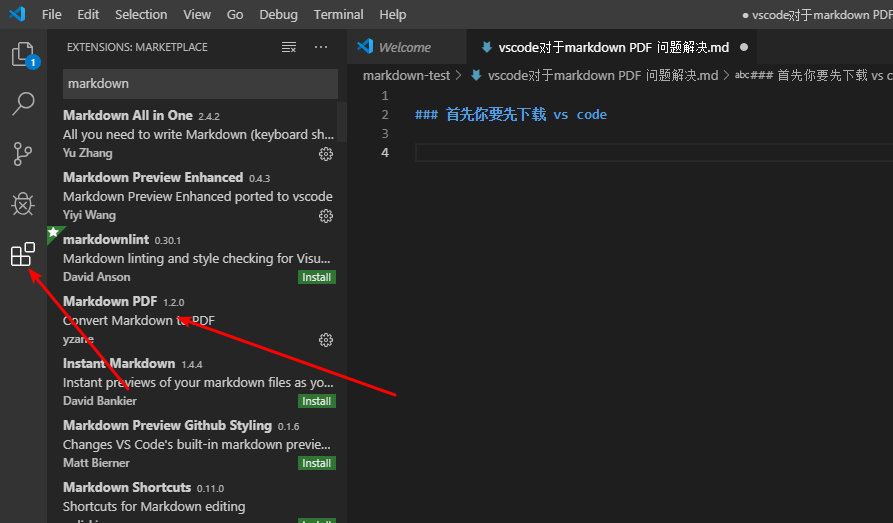 File Edit Selection View Go Debug Terminal Help
● vscode对于markdown PDF
1
EXTENSIONS: MARKETPLACE
markdown
Markdown All in One 2.4.2
All you need to write Markdown (keyboard sh...
Yu Zhang
Markdown Preview Enhanced 0.4.3
Markdown Preview Enhanced ported to vscode
Yiyi Wang
markdownlint 0.30.1
Markdown linting and style checking for Visu...
David Anson Install
Markdown PDF 1.2.0
Convert Markdown to PDF
yzane
Instant Markdown 1.4.4
Instant previews of your markdown files as yo...
David Bankier Install
Markdown Preview Github Styling 0.1.6
Changes VS Code's built-in markdown previe...
Matt Bierner Install
Markdown Shortcuts 0.11.0
Shortcuts for Markdown editing
Welcome
vscode对于markdown PDF 问题解决.md ●
markdown-test > vscode对于markdown PDF 问题解决.md > abc ### 首先你要先下载 vs c
1
2 ### 首先你要先下载 vs code
3
4